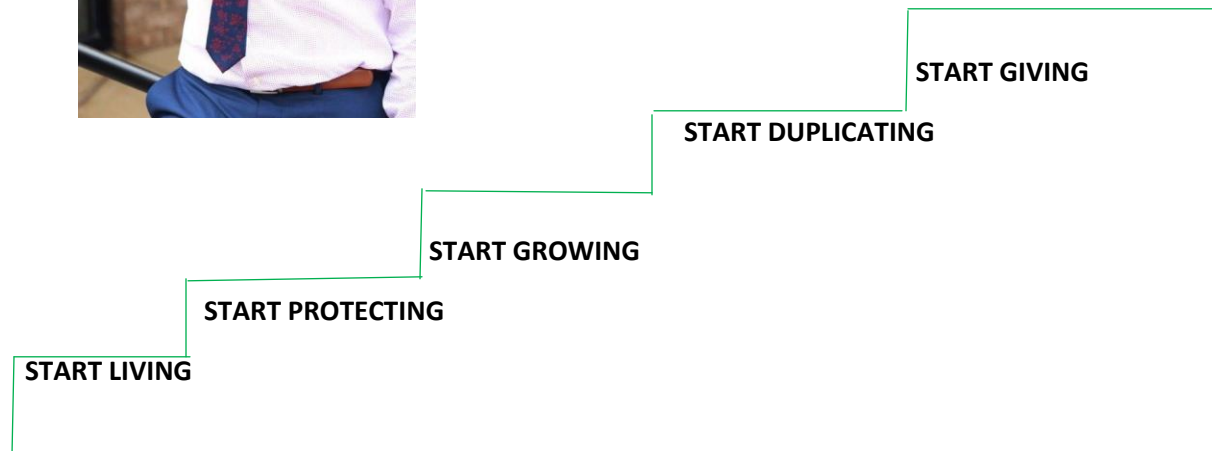 START GIVING
START DUPLICATING
START GROWING
START PROTECTING
START LIVING